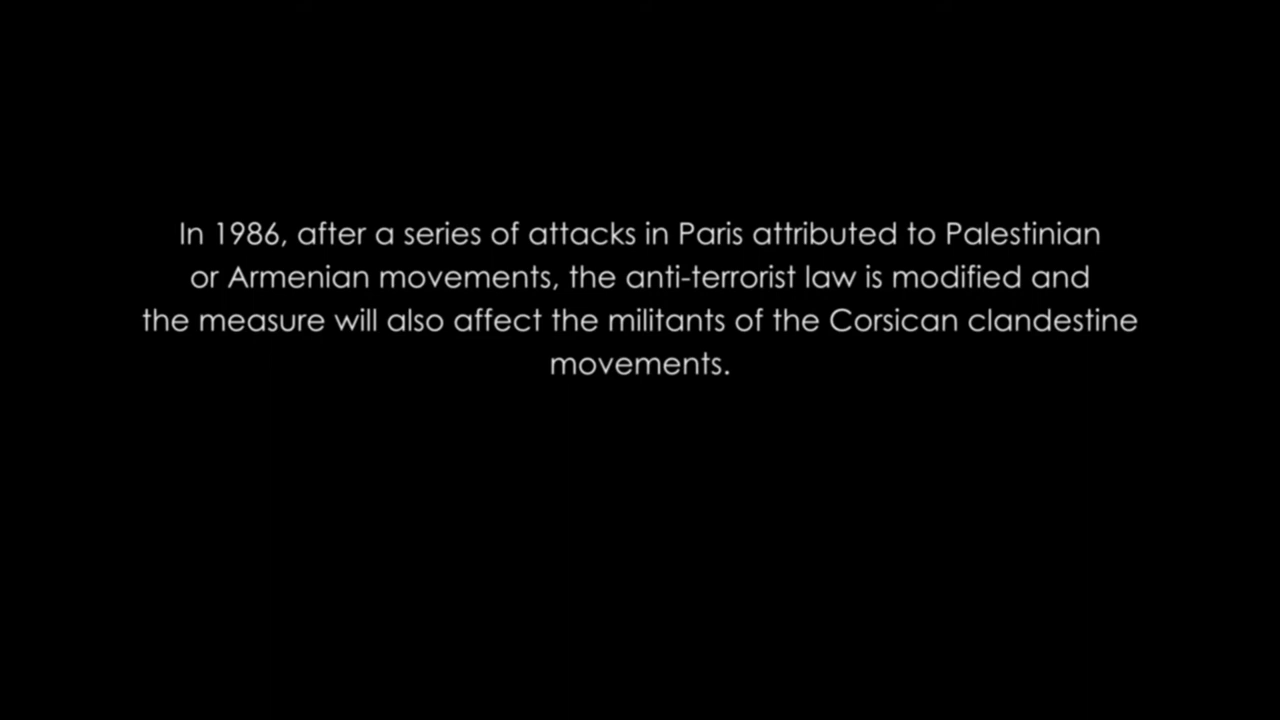 In 1986, after a series of attacks in Paris attributed to Palestinian
or Armenian movements, the anti-terrorist law is modified and
the measure will also affect the militants of the Corsican clandestine
movements.